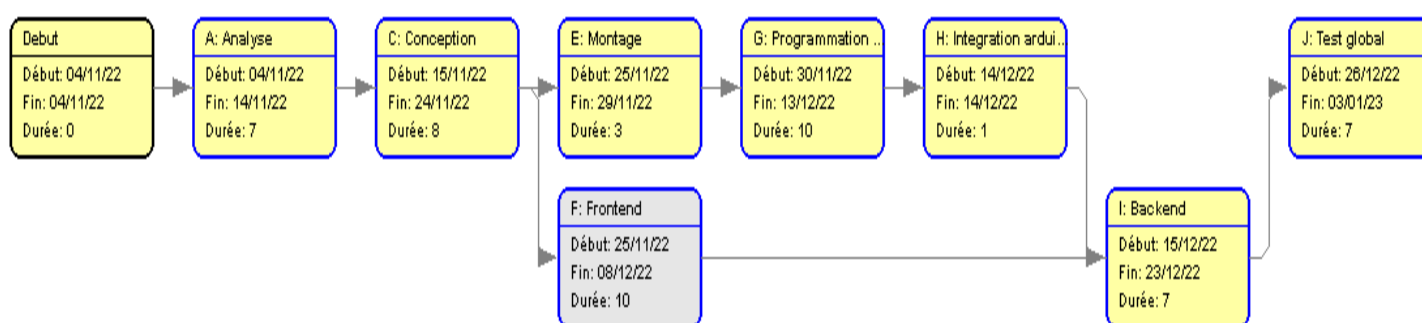 Debut
Début: 04/11/22
Fin: 04/11/22
Durée: 0
A: Analyse
Début: 04/11/22
Fin: 14/11/22
Durée: 7
C: Conception
Début: 15/11/22
Fin: 24/11/22
Durée: 8
E: Montage
Début: 25/11/22
Fin: 29/11/22
Durée: 3
G: Programmation ..
Début: 30/11/22
Fin: 13/12/22
Durée: 10
H: Integration ardui..
Début: 14/12/22
Fin: 14/12/22
Durée: 1
J: Test global
Début: 26/12/22
Fin: 03/01/23
Durée: 7
F: Frontend
Début: 25/11/22
Fin: 08/12/22
Durée: 10
I: Backend
Début: 15/12/22
Fin: 23/12/22
Durée: 7